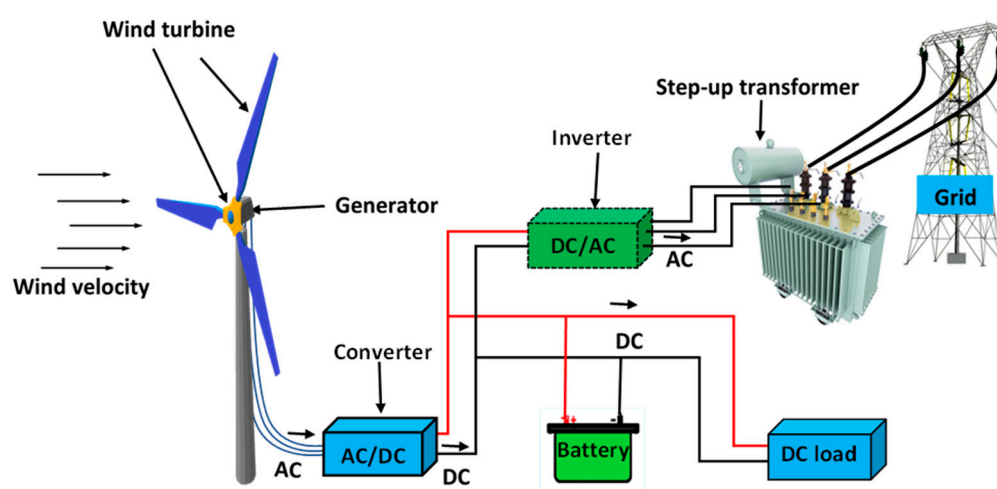 Wind turbine
Step-up transformer
Inverter
Grid
Generator
DC/AC
AC
Wind velocity
DC
Converter
+
-
Battery
AC/DC
DC load
AC
DC